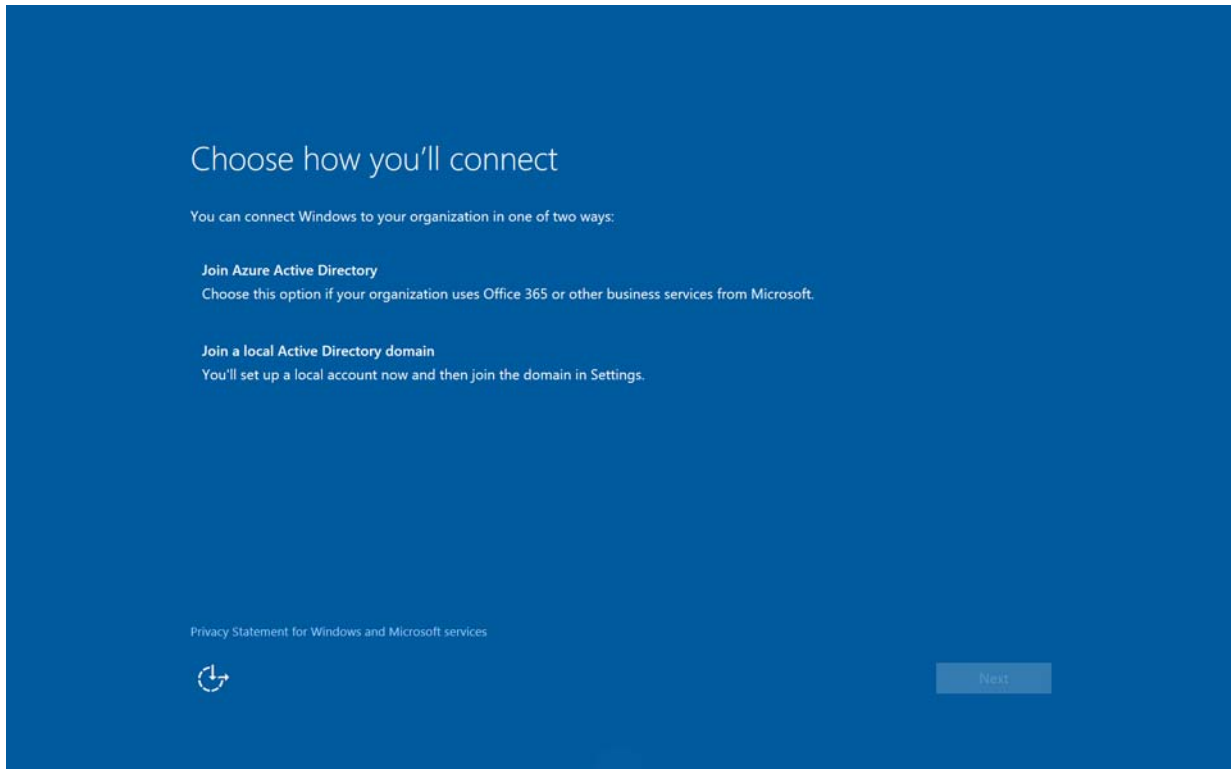 Choose how you'll connect
You can connect Windows to your organization in one of two ways:
Join Azure Active Directory
Choose this option if your organization uses Office 365 or other business services from Microsoft.
Join a local Active Directory domain
You'll set up a local account now and then join the domain in Settings.
Privacy Statement for Windows and Microsoft services
Next